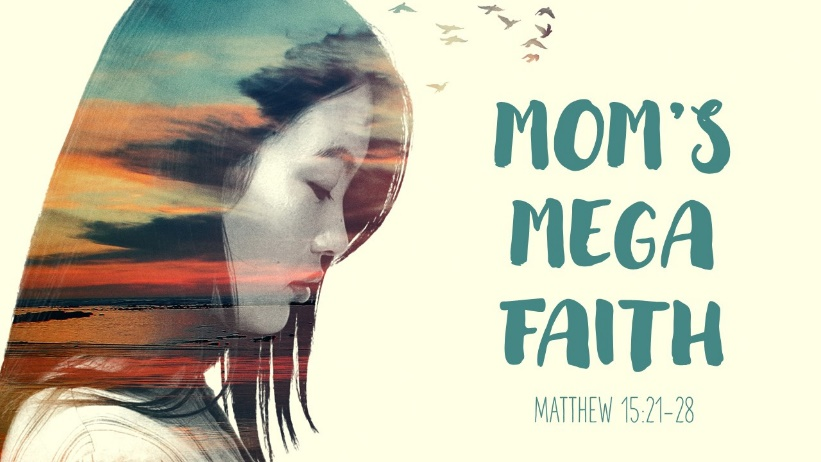 MOM'S
MEGA
FAITH
MATTHEW 15:21-28